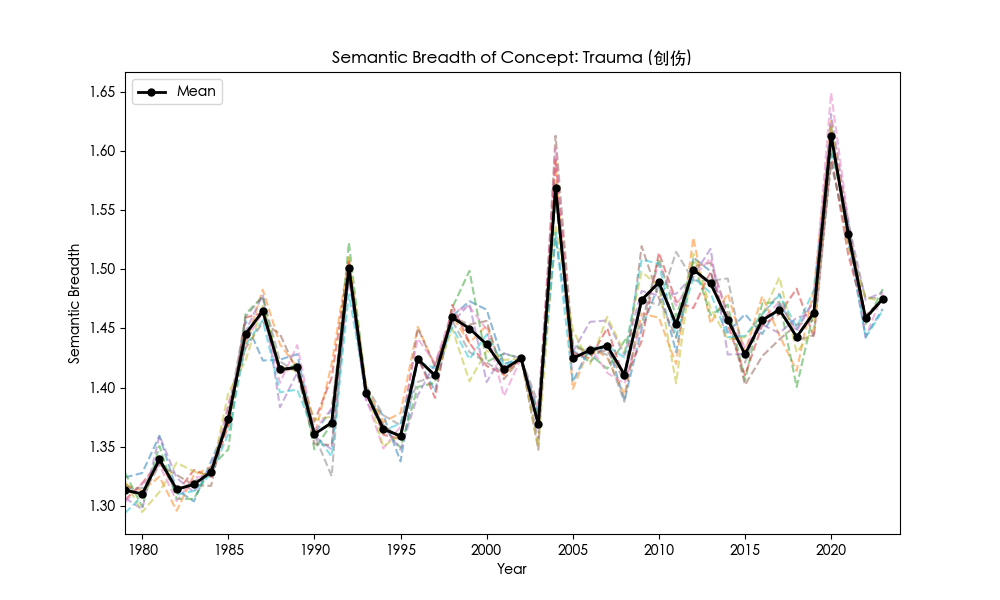 Semantic Breadth of Concept: Trauma (创伤)
Mean
1.65
1.60
1.55
1.50
1.45
1.40
1.35
1.30
Semantic Breadth
1980 1985 1990 1995 2000 2005 2010 2015 2020
Year